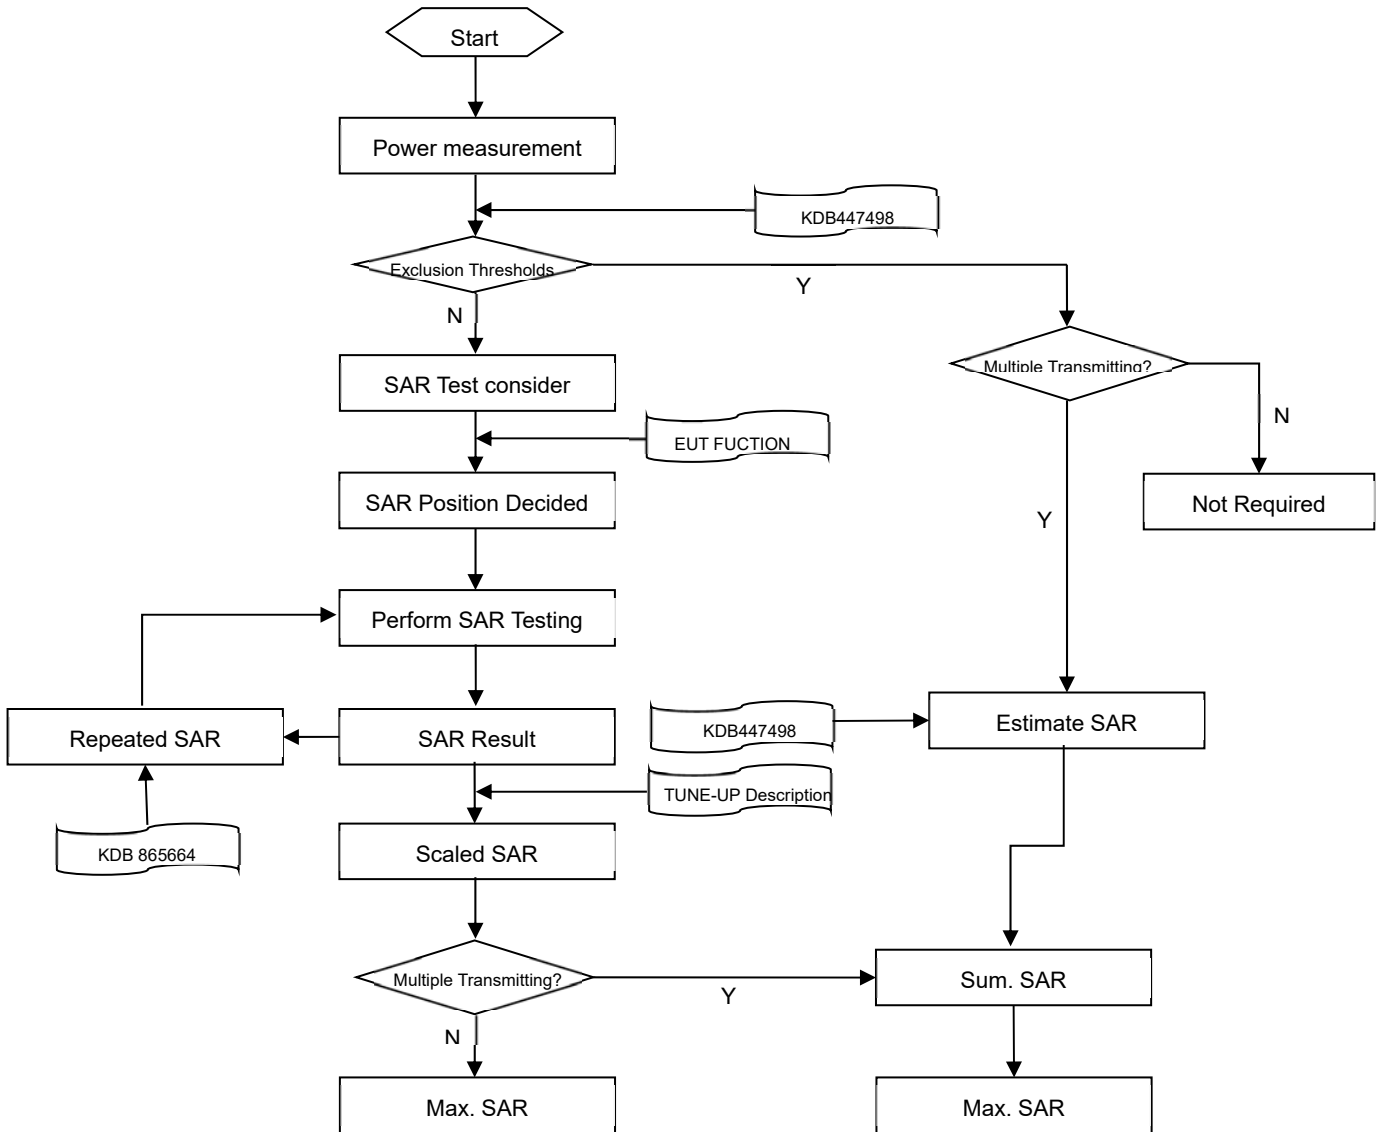 Start
Power measurement
KDB447498
Exclusion Thresholds
Y
N
Multiple Transmitting?
SAR Test consider
N
EUT FUCTION
SAR Position Decided
Not Required
Y
Perform SAR Testing
Repeated SAR
SAR Result
KDB447498
Estimate SAR
TUNE-UP Description
KDB 865664
Scaled SAR
Multiple Transmitting?
Y
Sum. SAR
N
Max. SAR
Max. SAR